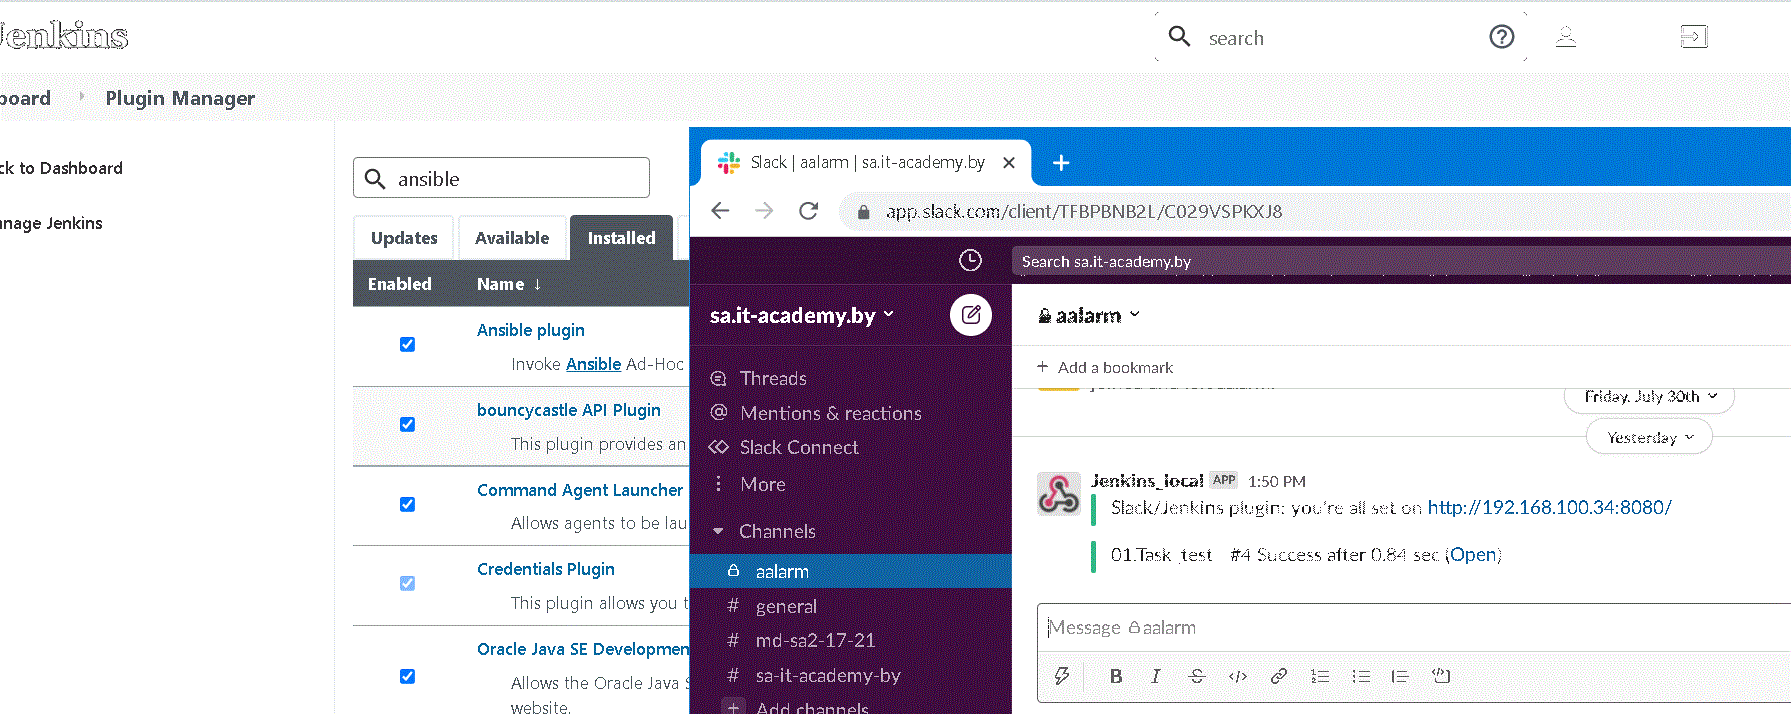 Jenkins
search
board
Plugin Manager
ck to Dashboard
anage Jenkins
ansible
Updates
Available
Installed
Enabled
Name ↓
Ansible plugin
Invoke Ansible Ad-Hoc
bouncycastle API Plugin
This plugin provides an
Command Agent Launcher
Allows agents to be lau
Credentials Plugin
This plugin allows you t
Oracle Java SE Developmen
Allows the Oracle Java S
website.
Slack | aalarm | sa.it-academy.by
app.slack.com/client/TFBPBNB2L/C029VSPKXJ8
Search sa.it-academy.by
sa.it-academy.by
Threads
Mentions & reactions
Slack Connect
More
Channels
aalarm
# general
# md-sa2-17-21
# sa-it-academy-by
+ Add channels
aalarm
+ Add a bookmark
Friday, July 30th
Yesterday
Jenkins_local APP 1:50 PM
Slack/Jenkins plugin: you're all set on http://192.168.100.34:8080/
01.Task_test #4 Success after 0.84 sec (Open)
Message aalarm
B I S